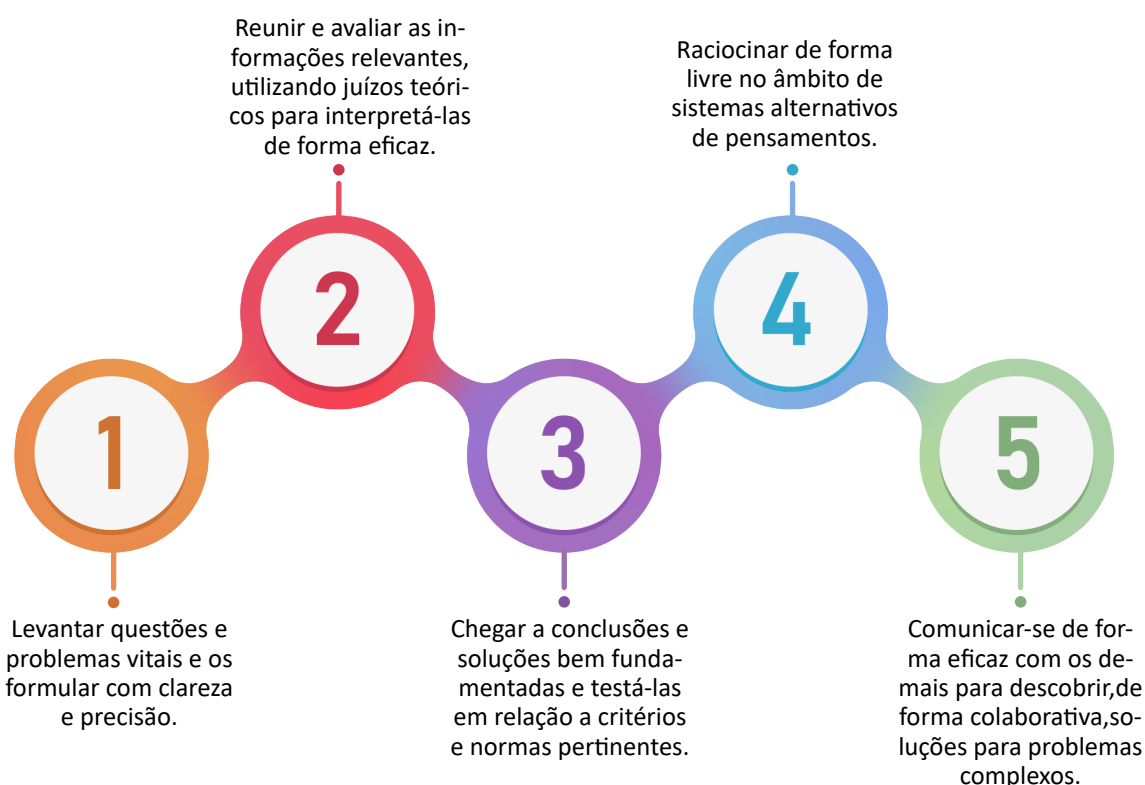 1
Levantar questões e
problemas vitais e os
formular com clareza
e precisão.
2
Reunir e avaliar as in-
formações relevantes,
utilizando juízos teóri-
cos para interpretá-las
de forma eficaz.
3
Chegar a conclusões e
soluções bem funda-
mentadas e testá-las
em relação a critérios
e normas pertinentes.
4
Raciocinar de forma
livre no âmbito de
sistemas alternativos
de pensamentos.
5
Comunicar-se de for-
ma eficaz com os de-
mais para descobrir,de
forma colaborativa,so-
luções para problemas
complexos.